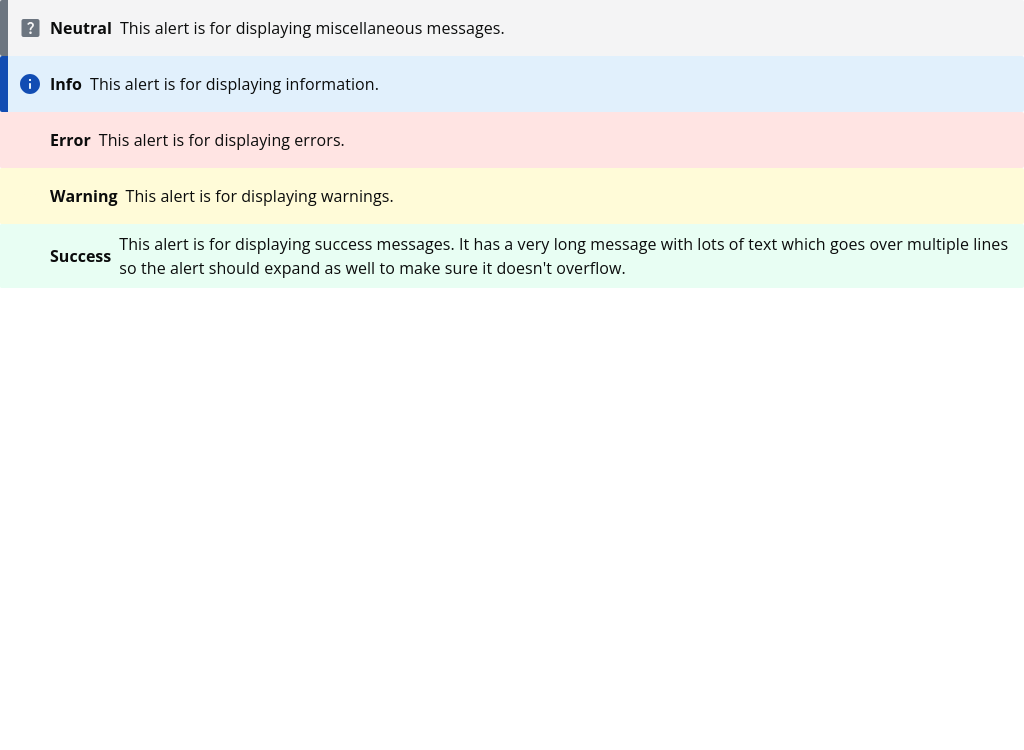 Neutral This alert is for displaying miscellaneous messages.
Info This alert is for displaying information.
Error This alert is for displaying errors.
Warning This alert is for displaying warnings.
Success This alert is for displaying success messages. It has a very long message with lots of text which goes over multiple lines
so the alert should expand as well to make sure it doesn't overflow.